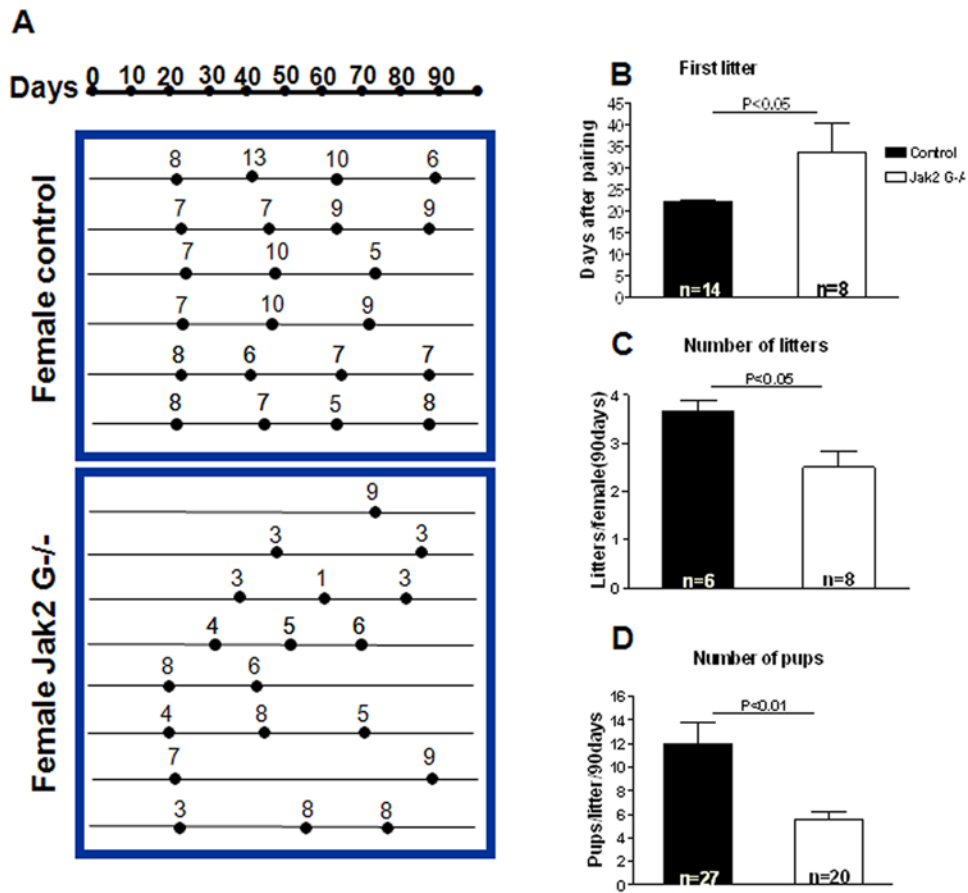 A
Days 0 10 20 30 40 50 60 70 80 90
Female control
8 13 10 6
7 7 9 9
7 10 5
7 10 9
8 6 7 7
8 7 5 8
Female Jak2 G-/-
9
3 3
3 1 3
4 5 6
8 6
4 8 5
7 9
3 8 8
B First litter
P<0.05
Days after pairing
45
40
35
30
25
20
15
10
5
0
n=14 n=8
Control
Jak2 G-/
C Number of litters
P<0.05
Litters/female(90days)
4
3
2
1
0
n=6 n=8
D Number of pups
P<0.01
Pups/litter/90days
16
14
12
10
8
6
4
2
0
n=27 n=20